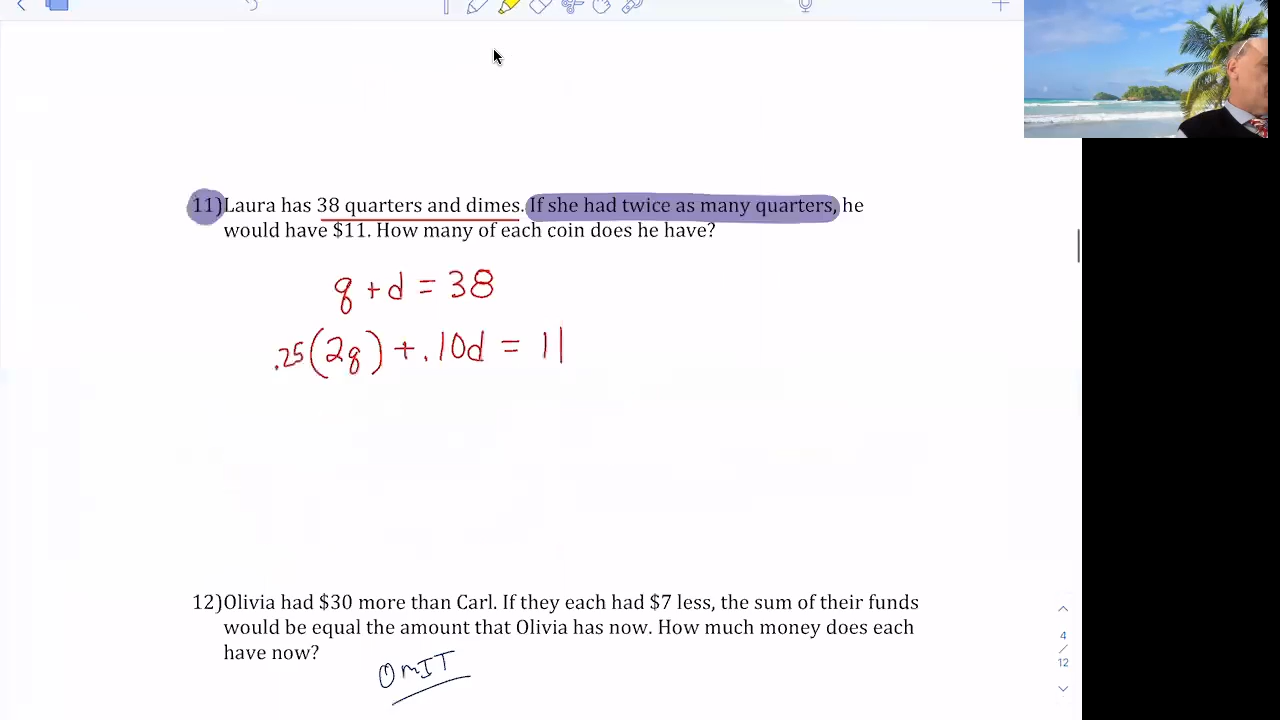 11)Laura has 38 quarters and dimes. If she had twice as many quarters, he
would have $11. How many of each coin does he have?
q + d = 38
.25(2q) + .10d = 11
12)Olivia had $30 more than Carl. If they each had $7 less, the sum of their funds
would be equal the amount that Olivia has now. How much money does each
have now?
OMIT
4
/
12